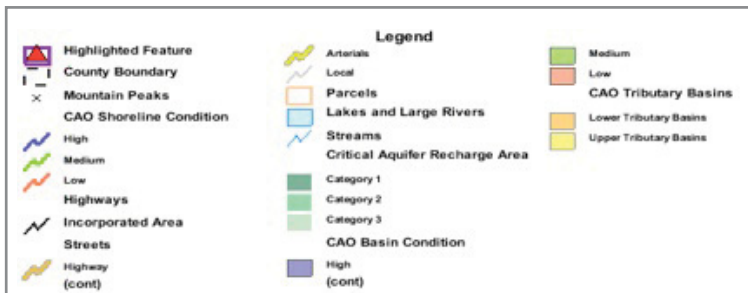 Legend
Highlighted Feature
County Boundary
Mountain Peaks
CAO Shoreline Condition
High
Medium
Low
Highways
Incorporated Area
Streets
Highway
(cont)
Arterials
Local
Parcels
Lakes and Large Rivers
Streams
Critical Aquifer Recharge Area
Category 1
Category 2
Category 3
CAO Basin Condition
High
(cont)
Medium
Low
CAO Tributary Basins
Lower Tributary Basins
Upper Tributary Basins